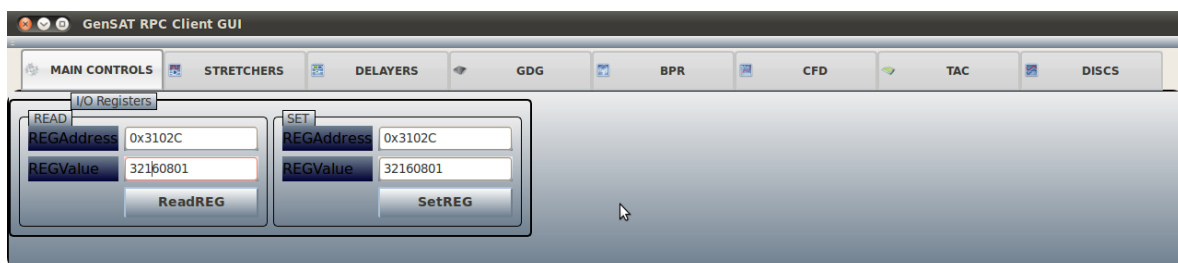 GenSAT RPC Client GUI
MAIN CONTROLS STRETCHERS DELAYERS GDG BPR CFD TAC DISCS
I/O Registers
READ SET
REGAddress 0x3102C REGAddress 0x3102C
REGValue 32160801 REGValue 32160801
ReadREG SetREG